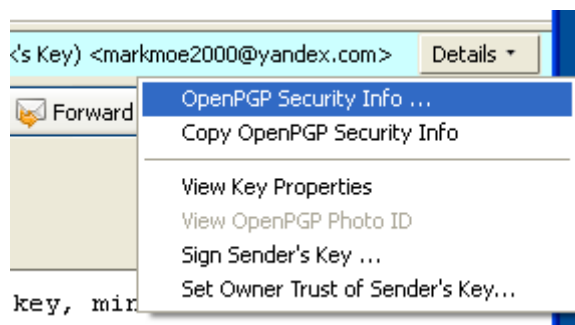 's Key) <markmoe2000@yandex.com> Details
Forward
OpenPGP Security Info ...
Copy OpenPGP Security Info
View Key Properties
View OpenPGP Photo ID
Sign Sender's Key ...
Set Owner Trust of Sender's Key...
key,